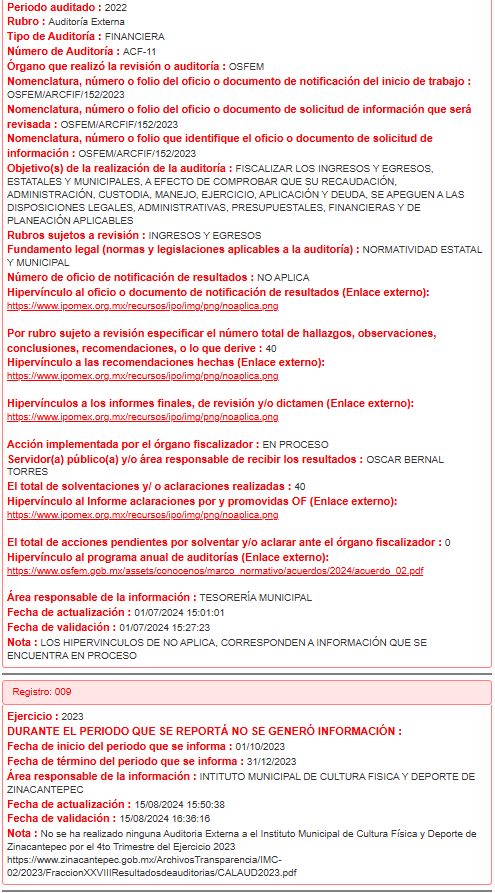 Periodo auditado : 2022
Rubro : Auditoría Externa
Tipo de Auditoría : FINANCIERA
Número de Auditoría : ACF-11
Órgano que realizó la revisión o auditoría : OSFEM
Nomenclatura, número o folio del oficio o documento de notificación del inicio de trabajo :
OSFEM/ARCFIF/152/2023
Nomenclatura, número o folio del oficio o documento de solicitud de información que será
revisada : OSFEM/ARCFIF/152/2023
Nomenclatura, número o folio que identifique el oficio o documento de solicitud de
información : OSFEM/ARCFIF/152/2023
Objetivo(s) de la realización de la auditoría : FISCALIZAR LOS INGRESOS Y EGRESOS,
ESTATALES Y MUNICIPALES, A EFECTO DE COMPROBAR QUE SU RECAUDACIÓN,
ADMINISTRACIÓN, CUSTODIA, MANEJO, EJERCICIO, APLICACIÓN Y DEUDA, SE APEGUEN A LAS
DISPOSICIONES LEGALES, ADMINISTRATIVAS, PRESUPUESTALES, FINANCIERAS Y DE
PLANEACIÓN APLICABLES
Rubros sujetos a revisión : INGRESOS Y EGRESOS
Fundamento legal (normas y legislaciones aplicables a la auditoría) : NORMATIVIDAD ESTATAL
Y MUNICIPAL
Número de oficio de notificación de resultados : NO APLICA
Hipervínculo al oficio o documento de notificación de resultados (Enlace externo):
https://www.ipomex.org.mx/recursos/ipo/img/png/noaplica.png
Por rubro sujeto a revisión especificar el número total de hallazgos, observaciones,
conclusiones, recomendaciones, o lo que derive : 40
Hipervínculo a las recomendaciones hechas (Enlace externo):
https://www.ipomex.org.mx/recursos/ipo/img/png/noaplica.png
Hipervínculos a los informes finales, de revisión y/o dictamen (Enlace externo):
https://www.ipomex.org.mx/recursos/ipo/img/png/noaplica.png
Acción implementada por el órgano fiscalizador : EN PROCESO
Servidor(a) público(a) y/o área responsable de recibir los resultados : OSCAR BERNAL
TORRES
El total de solventaciones y/ o aclaraciones realizadas : 40
Hipervínculo al Informe aclaraciones por y promovidas OF (Enlace externo):
https://www.ipomex.org.mx/recursos/ipo/img/png/noaplica.png
El total de acciones pendientes por solventar y/o aclarar ante el órgano fiscalizador : 0
Hipervínculo al programa anual de auditorías (Enlace externo):
https://www.osfem.gob.mx/assets/conocenos/marco_normativo/acuerdos/2024/acuerdo_02.pdf
Área responsable de la información : TESORERÍA MUNICIPAL
Fecha de actualización : 01/07/2024 15:01:01
Fecha de validación : 01/07/2024 15:27:23
Nota : LOS HIPERVINCULOS DE NO APLICA, CORRESPONDEN A INFORMACIÓN QUE SE
ENCUENTRA EN PROCESO
Registro: 009
Ejercicio : 2023
DURANTE EL PERIODO QUE SE REPORTÁ NO SE GENERÓ INFORMACIÓN :
Fecha de inicio del periodo que se informa : 01/10/2023
Fecha de término del periodo que se informa : 31/12/2023
Área responsable de la información : INTITUTO MUNICIPAL DE CULTURA FISICA Y DEPORTE DE
ZINACANTEPEC
Fecha de actualización : 15/08/2024 15:50:38
Fecha de validación : 15/08/2024 16:36:16
Nota : No se ha realizado ninguna Auditoria Externa a el Instituto Municipal de Cultura Física y Deporte de
Zinacantepec por el 4to Trimestre del Ejercicio 2023
https://www.zinacantepec.gob.mx/ArchivosTransparencia/IMC-
02/2023/FraccionXXVIIIResultadosdeauditorias/CALAUD2023.pdf